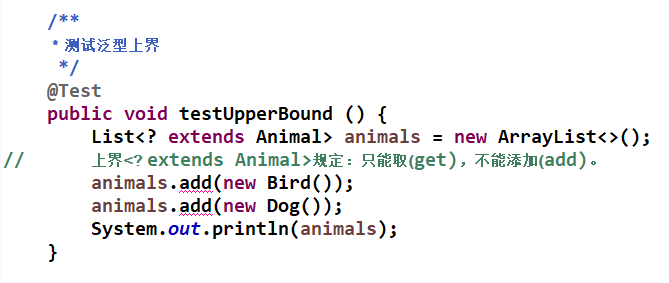 /**
* 测试泛型上界
*/
@Test
public void testUpperBound () {
List<? extends Animal> animals = new ArrayList<>();
// 上界<? extends Animal>规定：只能取(get)，不能添加(add)。
animals.add(new Bird());
animals.add(new Dog());
System.out.println(animals);
}